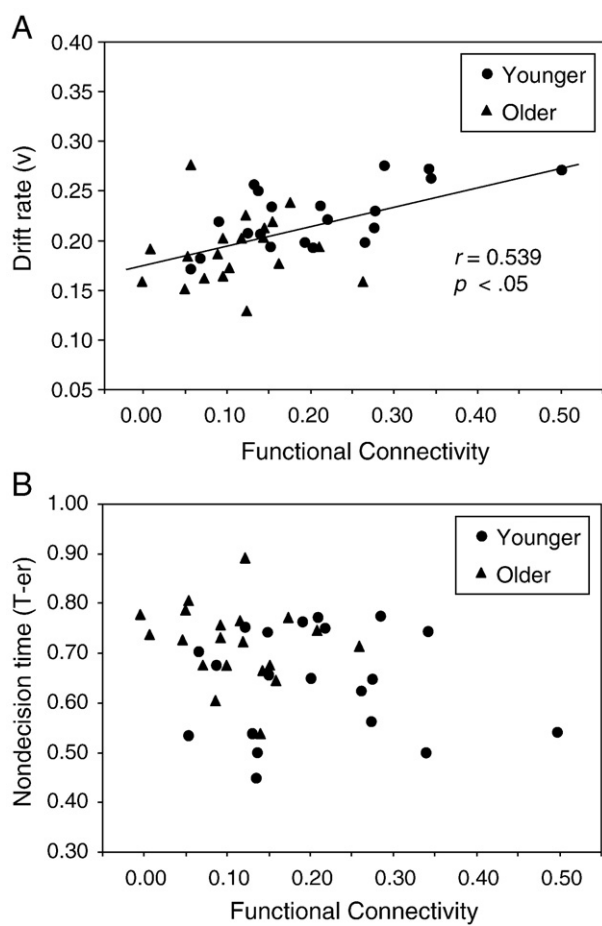 A
0.40
0.35
0.30
0.25
0.20
0.15
0.10
0.05
Drift rate (v)
Younger
Older
r = 0.539
p < .05
0.00 0.10 0.20 0.30 0.40 0.50
Functional Connectivity
B
1.00
0.90
0.80
0.70
0.60
0.50
0.40
0.30
Nondecision time (T-er)
Younger
Older
0.00 0.10 0.20 0.30 0.40 0.50
Functional Connectivity